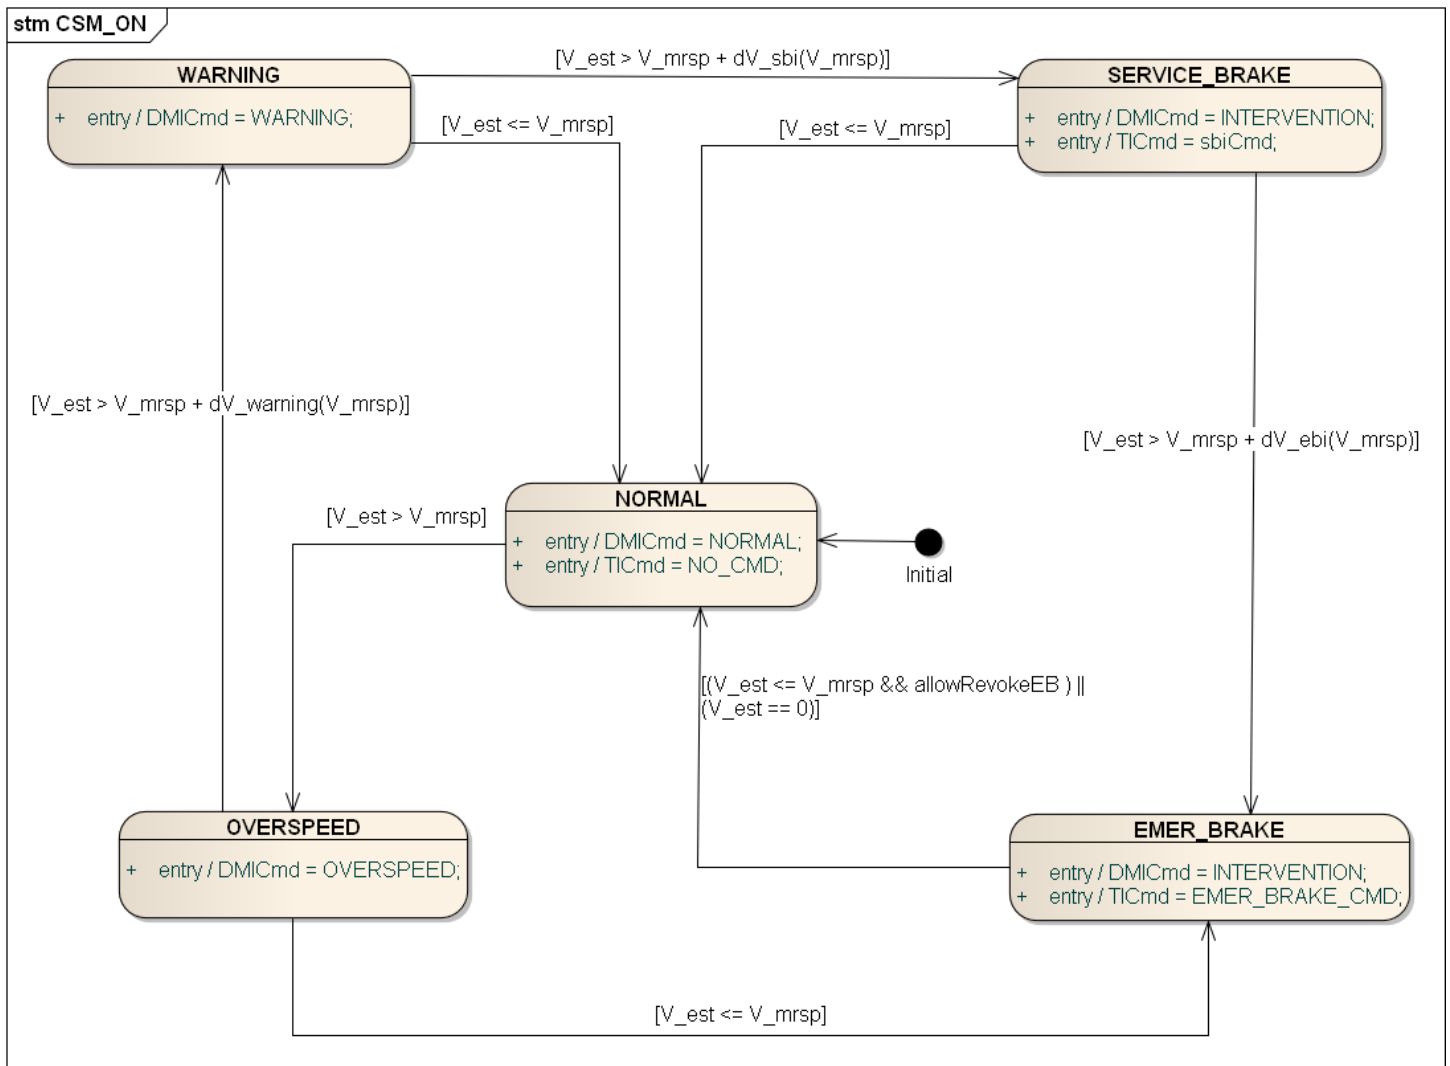 stm CSM_ON
[V_est > V_mrsp + dV_sbi(V_mrsp)]
WARNING
+ entry / DMICmd = WARNING;
[V_est <= V_mrsp]
[V_est <= V_mrsp]
SERVICE_BRAKE
+ entry / DMICmd = INTERVENTION;
+ entry / TICmd = sbiCmd;
[V_est > V_mrsp + dV_warning(V_mrsp)]
[V_est > V_mrsp + dV_ebi(V_mrsp)]
NORMAL
+ entry / DMICmd = NORMAL;
+ entry / TICmd = NO_CMD;
[V_est > V_mrsp]
Initial
[(V_est <= V_mrsp && allowRevokeEB ) ||
(V_est == 0)]
OVERSPEED
+ entry / DMICmd = OVERSPEED;
EMER_BRAKE
+ entry / DMICmd = INTERVENTION;
+ entry / TICmd = EMER_BRAKE_CMD;
[V_est <= V_mrsp]